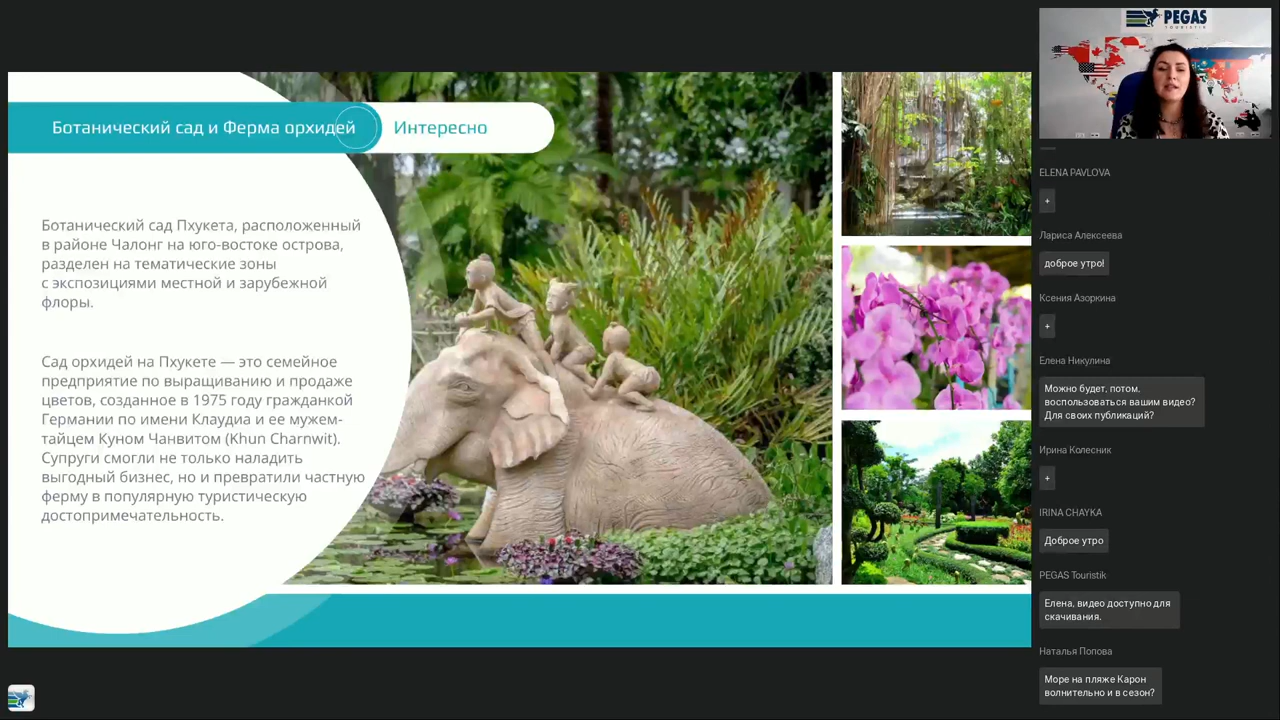 Ботанический сад и Ферма орхидей
Интересно
Ботанический сад Пхукета, расположенный
в районе Чалонг на юго-востоке острова,
разделен на тематические зоны
с экспозициями местной и зарубежной
флоры.
Сад орхидей на Пхукете — это семейное
предприятие по выращиванию и продаже
цветов, созданное в 1975 году гражданкой
Германии по имени Клаудиа и ее мужем-
тайцем Куном Чанвитом (Khun Charnwit).
Супруги смогли не только наладить
выгодный бизнес, но и превратили частную
ферму в популярную туристическую
достопримечательность.
PEGAS
TOURISTIK
ELENA PAVLOVA
+
Лариса Алексеева
доброе утро!
Ксения Азоркина
+
Елена Никулина
Можно будет, потом,
воспользоваться вашим видео?
Для своих публикаций?
Ирина Колесник
+
IRINA CHAYKA
Доброе утро
PEGAS Touristik
Елена, видео доступно для
скачивания.
Наталья Попова
Море на пляже Карон
волнительно и в сезон?